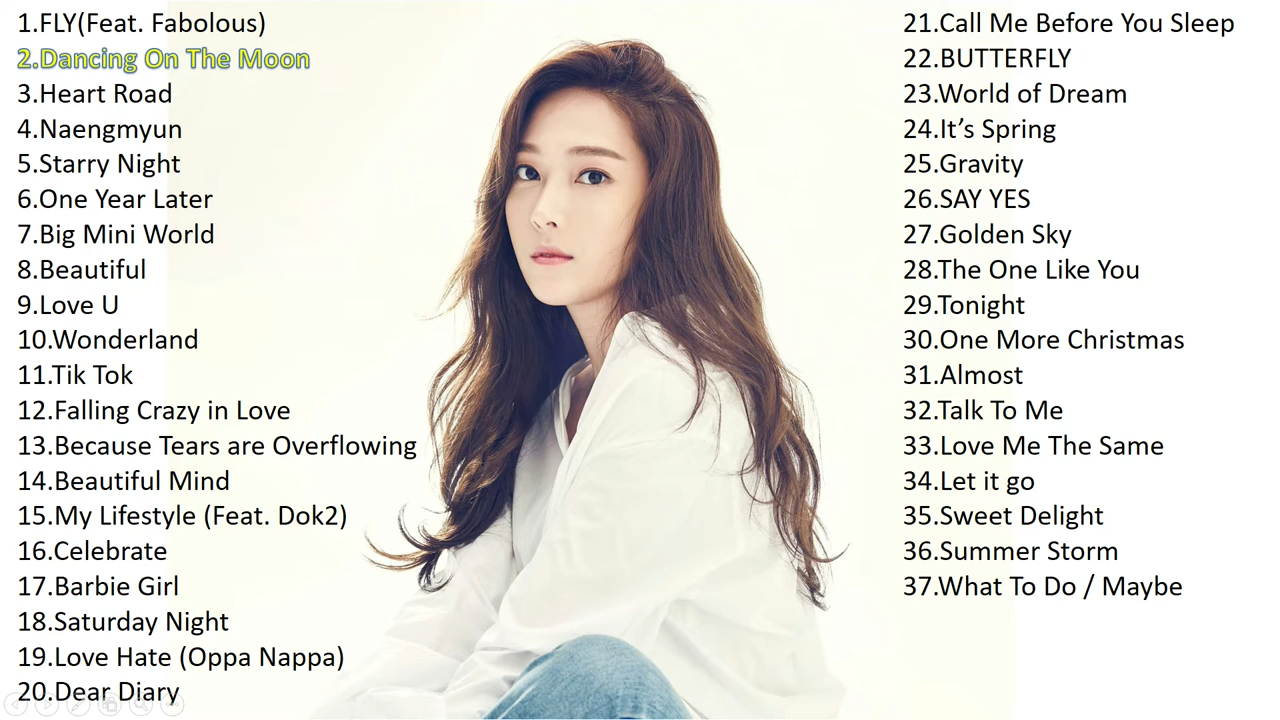 1.FLY(Feat. Fabolous)
2.Dancing On The Moon
3.Heart Road
4.Naengmyun
5.Starry Night
6.One Year Later
7.Big Mini World
8.Beautiful
9.Love U
10.Wonderland
11.Tik Tok
12.Falling Crazy in Love
13.Because Tears are Overflowing
14.Beautiful Mind
15.My Lifestyle (Feat. Dok2)
16.Celebrate
17.Barbie Girl
18.Saturday Night
19.Love Hate (Oppa Nappa)
20.Dear Diary
21.Call Me Before You Sleep
22.BUTTERFLY
23.World of Dream
24.It’s Spring
25.Gravity
26.SAY YES
27.Golden Sky
28.The One Like You
29.Tonight
30.One More Christmas
31.Almost
32.Talk To Me
33.Love Me The Same
34.Let it go
35.Sweet Delight
36.Summer Storm
37.What To Do / Maybe